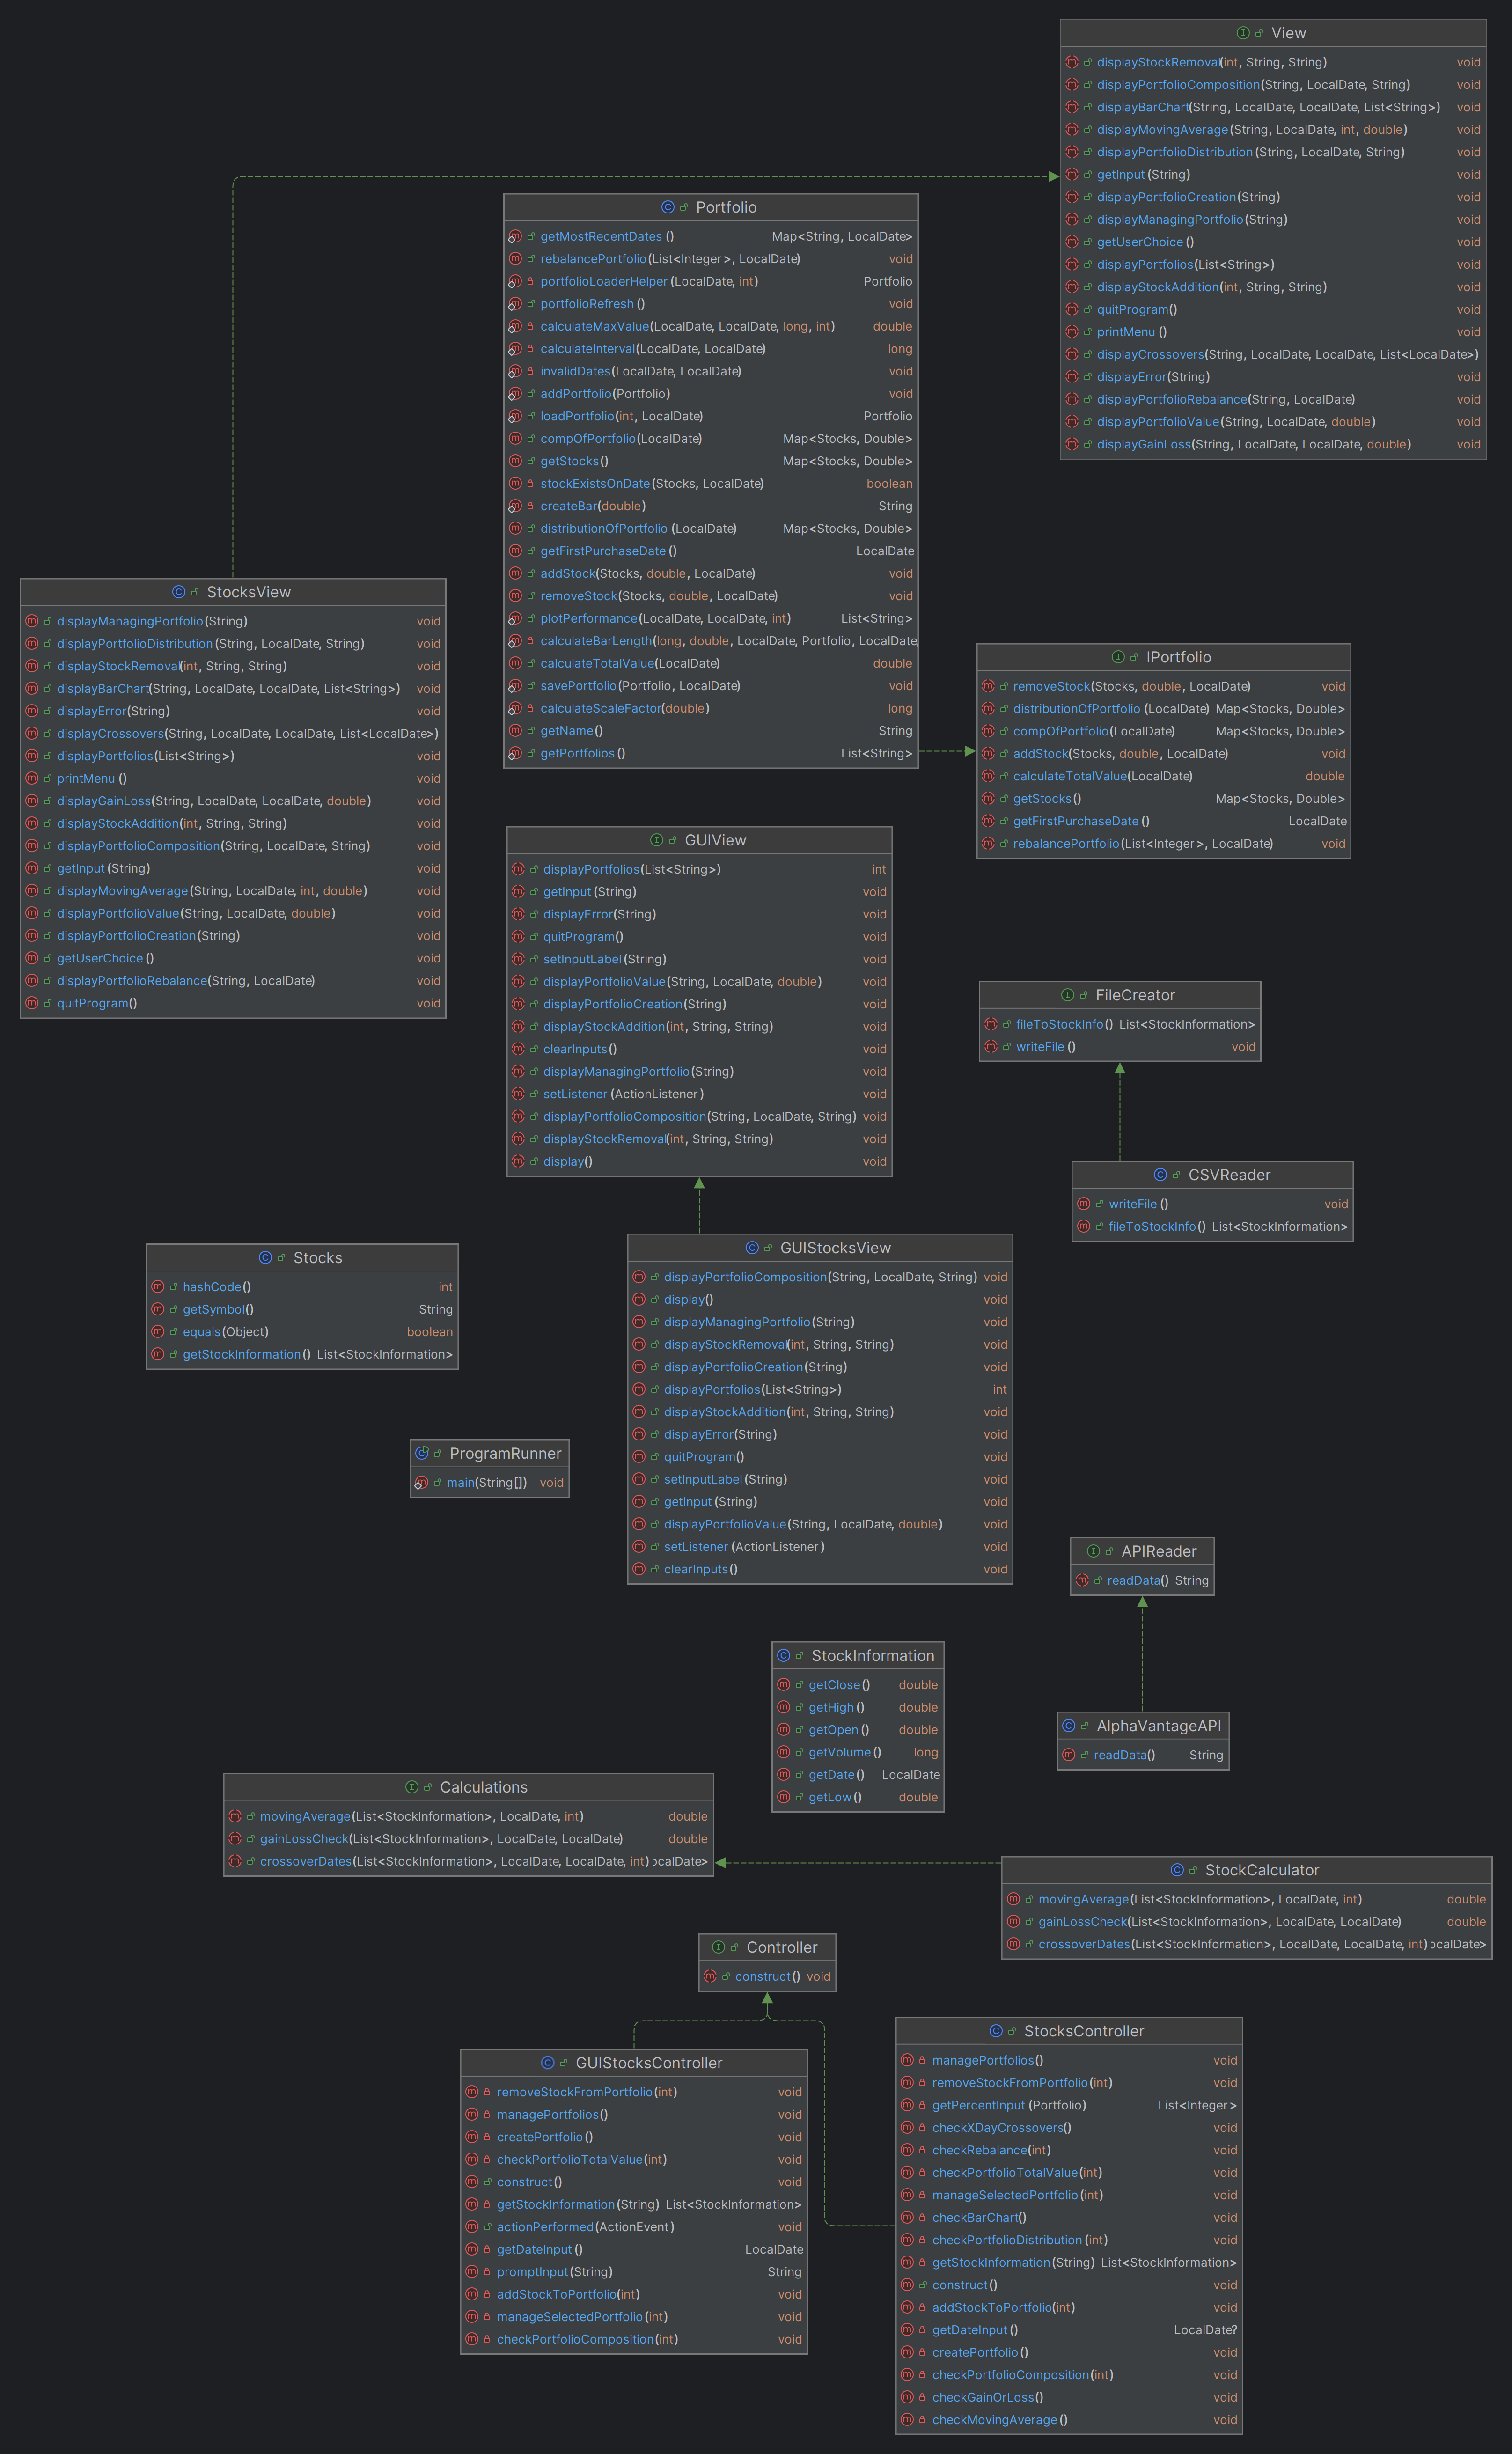 View
displayStockRemoval(int, String, String) void
displayPortfolioComposition(String, LocalDate, String) void
displayBarChart(String, LocalDate, LocalDate, List<String>) void
displayMovingAverage(String, LocalDate, int, double) void
displayPortfolioDistribution(String, LocalDate, String) void
getInput(String) void
displayPortfolioCreation(String) void
displayManagingPortfolio(String) void
getUserChoice() void
displayPortfolios(List<String>) void
displayStockAddition(int, String, String) void
quitProgram() void
printMenu() void
displayCrossovers(String, LocalDate, LocalDate, List<LocalDate>) void
displayError(String) void
displayPortfolioRebalance(String, LocalDate) void
displayPortfolioValue(String, LocalDate, double) void
displayGainLoss(String, LocalDate, LocalDate, double) void
Portfolio
getMostRecentDates() Map<String, LocalDate>
rebalancePortfolio(List<Integer>, LocalDate) void
portfolioLoaderHelper(LocalDate, int) Portfolio
portfolioRefresh() void
calculateMaxValue(LocalDate, LocalDate, long, int) double
calculateInterval(LocalDate, LocalDate) long
invalidDates(LocalDate, LocalDate) void
addPortfolio(Portfolio) void
loadPortfolio(int, LocalDate) Portfolio
compOfPortfolio(LocalDate) Map<Stocks, Double>
getStocks() Map<Stocks, Double>
stockExistsOnDate(Stocks, LocalDate) boolean
createBar(double) String
distributionOfPortfolio(LocalDate) Map<Stocks, Double>
getFirstPurchaseDate() LocalDate
addStock(Stocks, double, LocalDate) void
removeStock(Stocks, double, LocalDate) void
plotPerformance(LocalDate, LocalDate, int) List<String>
calculateBarLength(long, double, LocalDate, Portfolio, LocalDate
calculateTotalValue(LocalDate) double
savePortfolio(Portfolio, LocalDate) void
calculateScaleFactor(double) long
getName() String
getPortfolios() List<String>
StocksView
displayManagingPortfolio(String) void
displayPortfolioDistribution(String, LocalDate, String) void
displayStockRemoval(int, String, String) void
displayBarChart(String, LocalDate, LocalDate, List<String>) void
displayError(String) void
displayCrossovers(String, LocalDate, LocalDate, List<LocalDate>) void
displayPortfolios(List<String>) void
printMenu() void
displayGainLoss(String, LocalDate, LocalDate, double) void
displayStockAddition(int, String, String) void
displayPortfolioComposition(String, LocalDate, String) void
getInput(String) void
displayMovingAverage(String, LocalDate, int, double) void
displayPortfolioValue(String, LocalDate, double) void
displayPortfolioCreation(String) void
getUserChoice() void
displayPortfolioRebalance(String, LocalDate) void
quitProgram() void
IPortfolio
removeStock(Stocks, double, LocalDate) void
distributionOfPortfolio(LocalDate) Map<Stocks, Double>
compOfPortfolio(LocalDate) Map<Stocks, Double>
addStock(Stocks, double, LocalDate) void
calculateTotalValue(LocalDate) double
getStocks() Map<Stocks, Double>
getFirstPurchaseDate() LocalDate
rebalancePortfolio(List<Integer>, LocalDate) void
GUIView
displayPortfolios(List<String>) int
getInput(String) void
displayError(String) void
quitProgram() void
setInputLabel(String) void
displayPortfolioValue(String, LocalDate, double) void
displayPortfolioCreation(String) void
displayStockAddition(int, String, String) void
clearInputs() void
displayManagingPortfolio(String) void
setListener(ActionListener) void
displayPortfolioComposition(String, LocalDate, String) void
displayStockRemoval(int, String, String) void
display() void
FileCreator
fileToStockInfo() List<StockInformation>
writeFile() void
CSVReader
writeFile() void
fileToStockInfo() List<StockInformation>
Stocks
hashCode() int
getSymbol() String
equals(Object) boolean
getStockInformation() List<StockInformation>
GUIStocksView
displayPortfolioComposition(String, LocalDate, String) void
display() void
displayManagingPortfolio(String) void
displayStockRemoval(int, String, String) void
displayPortfolioCreation(String) void
displayPortfolios(List<String>) int
displayStockAddition(int, String, String) void
displayError(String) void
quitProgram() void
setInputLabel(String) void
getInput(String) void
displayPortfolioValue(String, LocalDate, double) void
setListener(ActionListener) void
clearInputs() void
ProgramRunner
main(String[]) void
APIReader
readData() String
StockInformation
getClose() double
getHigh() double
getOpen() double
getVolume() long
getDate() LocalDate
getLow() double
AlphaVantageAPI
readData() String
Calculations
movingAverage(List<StockInformation>, LocalDate, int) double
gainLossCheck(List<StockInformation>, LocalDate, LocalDate) double
crossoverDates(List<StockInformation>, LocalDate, LocalDate, int) ocalDate>
StockCalculator
movingAverage(List<StockInformation>, LocalDate, int) double
gainLossCheck(List<StockInformation>, LocalDate, LocalDate) double
crossoverDates(List<StockInformation>, LocalDate, LocalDate, int) ocalDate>
Controller
construct() void
GUIStocksController
removeStockFromPortfolio(int) void
managePortfolios() void
createPortfolio() void
checkPortfolioTotalValue(int) void
construct() void
getStockInformation(String) List<StockInformation>
actionPerformed(ActionEvent) void
getDateInput() LocalDate
promptInput(String) String
addStockToPortfolio(int) void
manageSelectedPortfolio(int) void
checkPortfolioComposition(int) void
StocksController
managePortfolios() void
removeStockFromPortfolio(int) void
getPercentInput(Portfolio) List<Integer>
checkXDayCrossovers() void
checkRebalance(int) void
checkPortfolioTotalValue(int) void
manageSelectedPortfolio(int) void
checkBarChart() void
checkPortfolioDistribution(int) void
getStockInformation(String) List<StockInformation>
construct() void
addStockToPortfolio(int) void
getDateInput() LocalDate?
createPortfolio() void
checkPortfolioComposition(int) void
checkGainOrLoss() void
checkMovingAverage() void